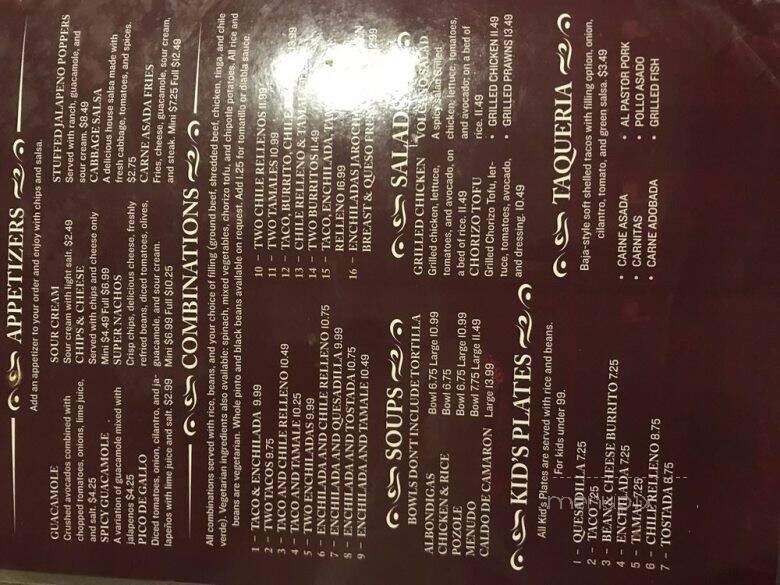 APPETIZERS
Add an appetizer to your order and enjoy with chips and salsa.
GUACAMOLE
Crushed avocados combined with
chopped tomatoes, onions, lime juice,
and salt. $4.25
SPICY GUACAMOLE
A variation of guacamole mixed with
jalapenos $4.25
PICO DE GALLO
Diced tomatoes, onion, cilantro, and ja-
lapeños with lime juice and salt. $2.99
SOUR CREAM
Sour cream with light salt. $2.49
CHIPS & CHEESE
Served with chips and cheese only
Mini $4.49 Full $6.99
SUPER NACHOS
Crisp chips, delicious cheese, freshly
refried beans, diced tomatoes, olives,
guacamole, and sour cream.
Mini $6.99 Full $10.25
STUFFED JALAPENO POPPERS
Served with ranch, guacamole, and
sour cream. $8.49
CABBAGE SALSA
A delicious house salsa made with
fresh cabbage, tomatoes, and spices.
$2.75
CARNE ASADA FRIES
Fries, cheese, guacamole, sour cream,
and steak. Mini $7.25 Full $12.49
COMBINATIONS
All combinations served with rice, beans, and your choice of filling (ground beef, shredded beef, chicken, tinga, and chile
verde). Vegetarian ingredients also available: spinach, mixed vegetables, chorizo tofu, and chipotle potatoes. All rice and
beans are vegetarian. Whole pinto and black beans available on request. Add 1.25 for tomatillo or diabla sauce.
1 – TACO & ENCHILADA 9.99
2 – TWO TACOS 9.75
3 – TACO AND CHILE RELLENO 10.49
4 – TACO AND TAMALE 10.25
5 – TWO ENCHILADAS 9.99
6 – ENCHILADA AND CHILE RELLENO 10.75
7 – ENCHILADA AND QUESADILLA 9.99
8 – ENCHILADA AND TOSTADA 10.75
9 – ENCHILADA AND TAMALE 10.49
10 – TWO CHILE RELLENOS 11.99
11 – TWO TAMALES 10.99
12 – TACO, BURRITO, CHILE
13 – CHILE RELLENO &
14 – TWO BURRITOS 11.49
15 – TACO, ENCHILADA,
RELLENO 16.99
16 – ENCHILADAS
BREAST & QUESO
SOUPS
BOWLS DON'T INCLUDE TORTILLA
ALBONDIGAS Bowl 6.75 Large 10.99
CHICKEN & RICE Bowl 6.75
POZOLE Bowl 6.75 Large 10.99
MENUDO Bowl 7.75 Large 11.49
CALDO DE CAMARON Large 13.99
SALADS
GRILLED CHICKEN
Grilled chicken, lettuce,
tomatoes, and avocado, on
a bed of rice. 11.49
CHORIZO TOFU
Grilled Chorizo Tofu, let-
tuce, tomatoes, avocado,
and dressing. 10.49
SALAD
A spicy salad. Grilled
chicken, lettuce, tomatoes,
and avocado; on a bed of
rice. 11.49
• GRILLED CHICKEN 11.49
• GRILLED PRAWNS 13.49
KID'S PLATES
All Kid's Plates are served with rice and beans.
For kids under 99.
1 – QUESADILLA 7.25
2 – TACO 7.25
3 – BEAN & CHEESE BURRITO 7.25
4 – ENCHILADA 7.25
5 – TAMALE 7.25
6 – CHILE RELLENO 8.75
7 – TOSTADA 8.75
TAQUERIA
Baja-style soft shelled tacos with filling option, onion,
cilantro, tomato, and green salsa. $3.49
• CARNE ASADA
• CARNITAS
• CARNE ADOBADA
• AL PASTOR PORK
• POLLO ASADO
• GRILLED FISH